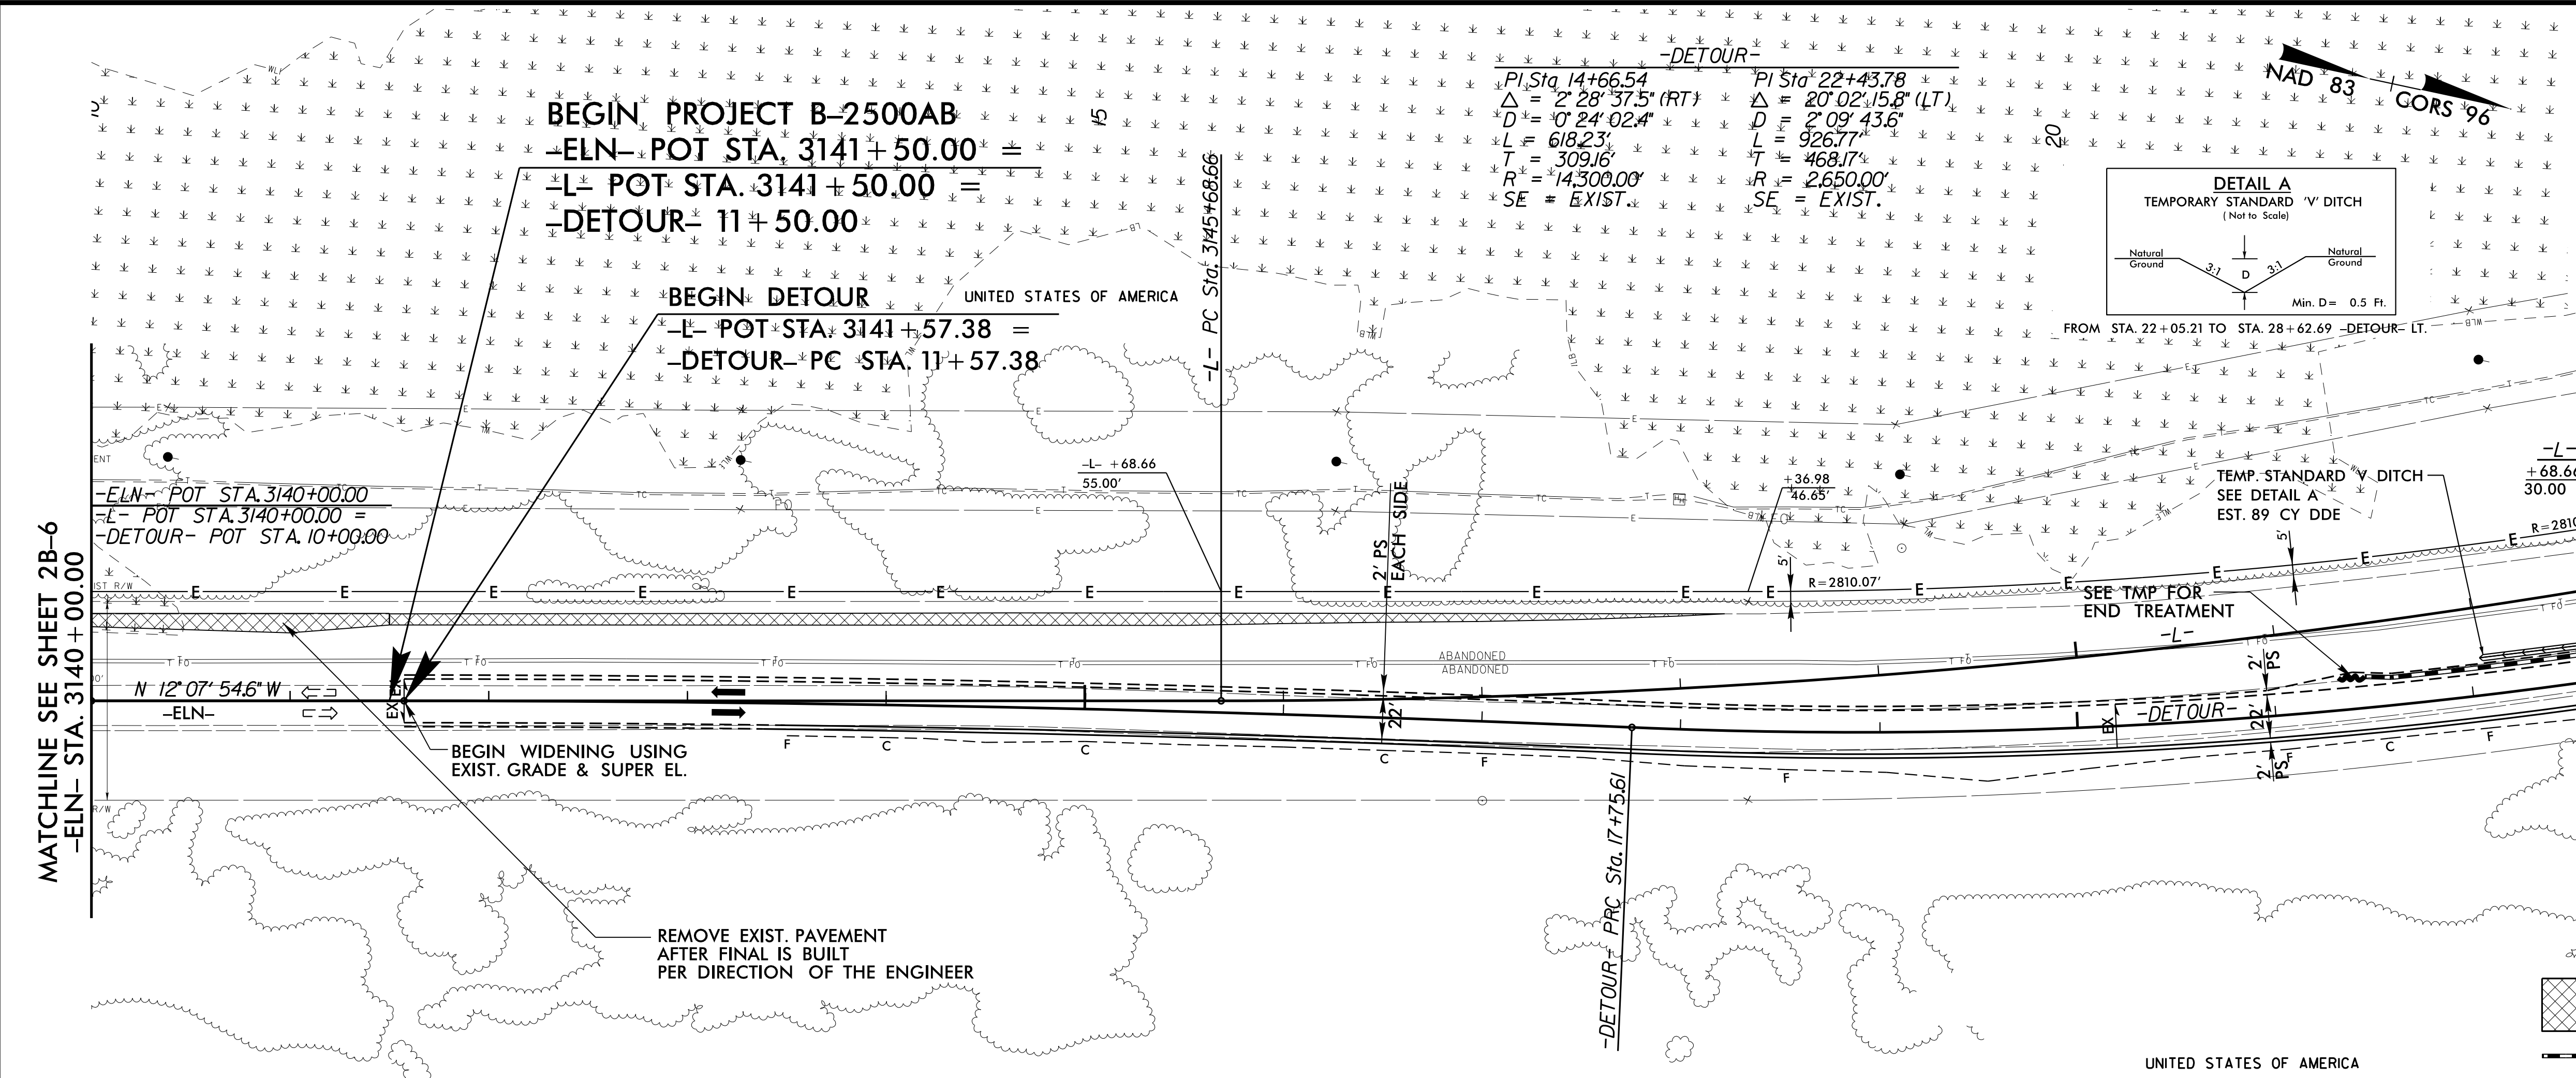 -DETOUR-
PI Sta 14+66.54
Δ = 2° 28' 37.5" (RT)
D = 0° 24' 02.4"
L = 618.23'
T = 309.16'
R = 14,300.00'
SE = EXIST.
PI Sta 22+43.78
Δ = 20° 02' 15.8" (LT)
D = 2° 09' 43.6"
L = 926.77'
T = 468.17'
R = 2,650.00'
SE = EXIST.
NAD 83
CORS 96
10
15
20
BEGIN PROJECT B-2500AB
-ELN- POT STA. 3141+50.00 =
-L- POT STA. 3141+50.00 =
-DETOUR- 11+50.00
BEGIN DETOUR
-L- POT STA. 3141+57.38 =
-DETOUR- PC STA. 11+57.38
UNITED STATES OF AMERICA
-L- PC Sta. 3145+68.66
DETAIL A
TEMPORARY STANDARD 'V' DITCH
( Not to Scale)
Natural
Ground
3:1
D
3:1
Natural
Ground
Min. D= 0.5 Ft.
FROM STA. 22+05.21 TO STA. 28+62.69 -DETOUR- LT.
-ELN- POT STA. 3140+00.00
-L- POT STA. 3140+00.00 =
-DETOUR- POT STA. 10+00.00
-L- +68.66
55.00'
2' PS
EACH SIDE
+36.98
46.65'
5'
R=2810.07'
TEMP. STANDARD V DITCH
SEE DETAIL A
EST. 89 CY DDE
-L-
+68.66
30.00
R=2810
5'
SEE TMP FOR
END TREATMENT
-L-
MATCHLINE SEE SHEET 2B-6
-ELN- STA. 3140+00.00
N 12° 07' 54.6" W
-ELN-
ABANDONED
ABANDONED
22'
2'
PS
22'
2'
PS
EX
-DETOUR-
BEGIN WIDENING USING
EXIST. GRADE & SUPER EL.
F
C
C
C
F
F
F
C
F
-DETOUR- PRC Sta. 17+75.61
REMOVE EXIST. PAVEMENT
AFTER FINAL IS BUILT
PER DIRECTION OF THE ENGINEER
UNITED STATES OF AMERICA